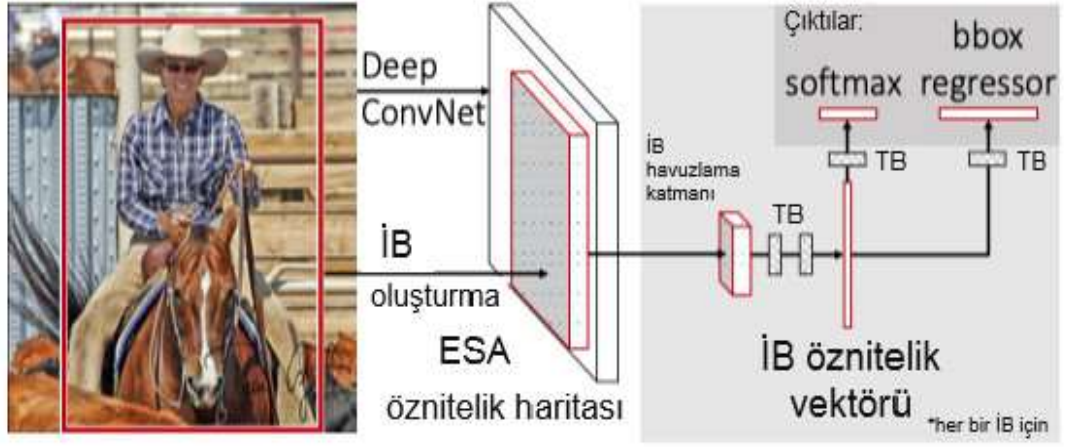 Deep
ConvNet
İB
oluşturma
ESA
öznitelik haritası
İB
havuzlama
katmanı
TB
Çıktılar:
softmax
bbox
regressor
TB
TB
İB öznitelik
vektörü
*her bir İB için